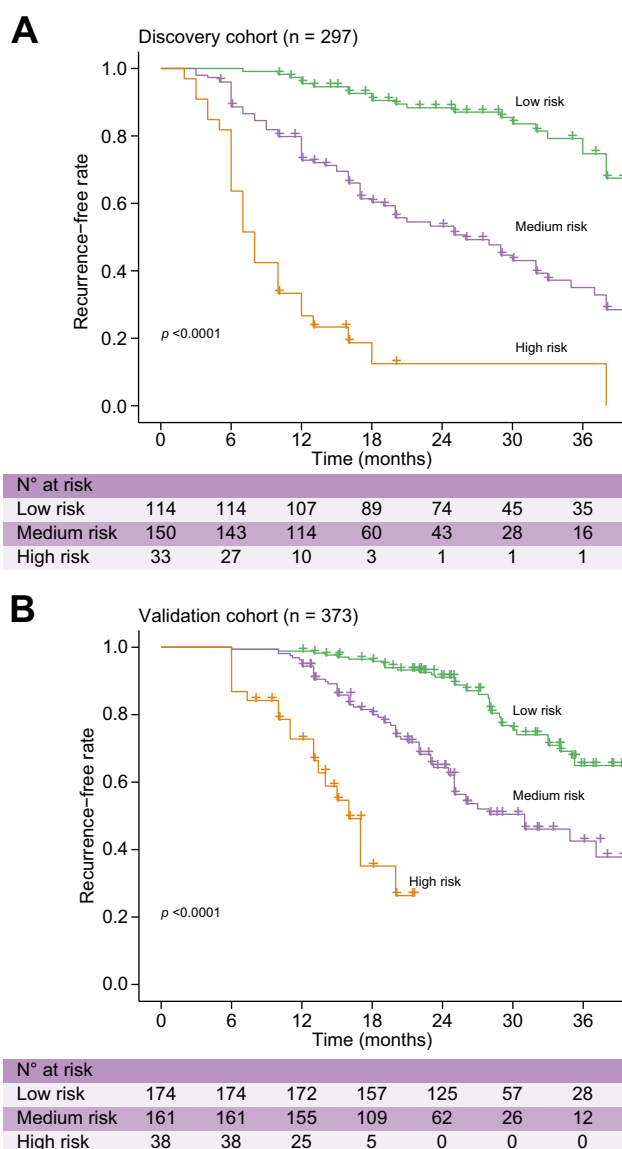 A
Discovery cohort (n = 297)
Recurrence−free rate
1.0
0.8
0.6
0.4
0.2
0.0
Low risk
Medium risk
High risk
p <0.0001
0 6 12 18 24 30 36
Time (months)
N° at risk
Low risk 114 114 107 89 74 45 35
Medium risk 150 143 114 60 43 28 16
High risk 33 27 10 3 1 1 1
B
Validation cohort (n = 373)
Recurrence−free rate
1.0
0.8
0.6
0.4
0.2
0.0
Low risk
Medium risk
High risk
p <0.0001
0 6 12 18 24 30 36
Time (months)
N° at risk
Low risk 174 174 172 157 125 57 28
Medium risk 161 161 155 109 62 26 12
High risk 38 38 25 5 0 0 0